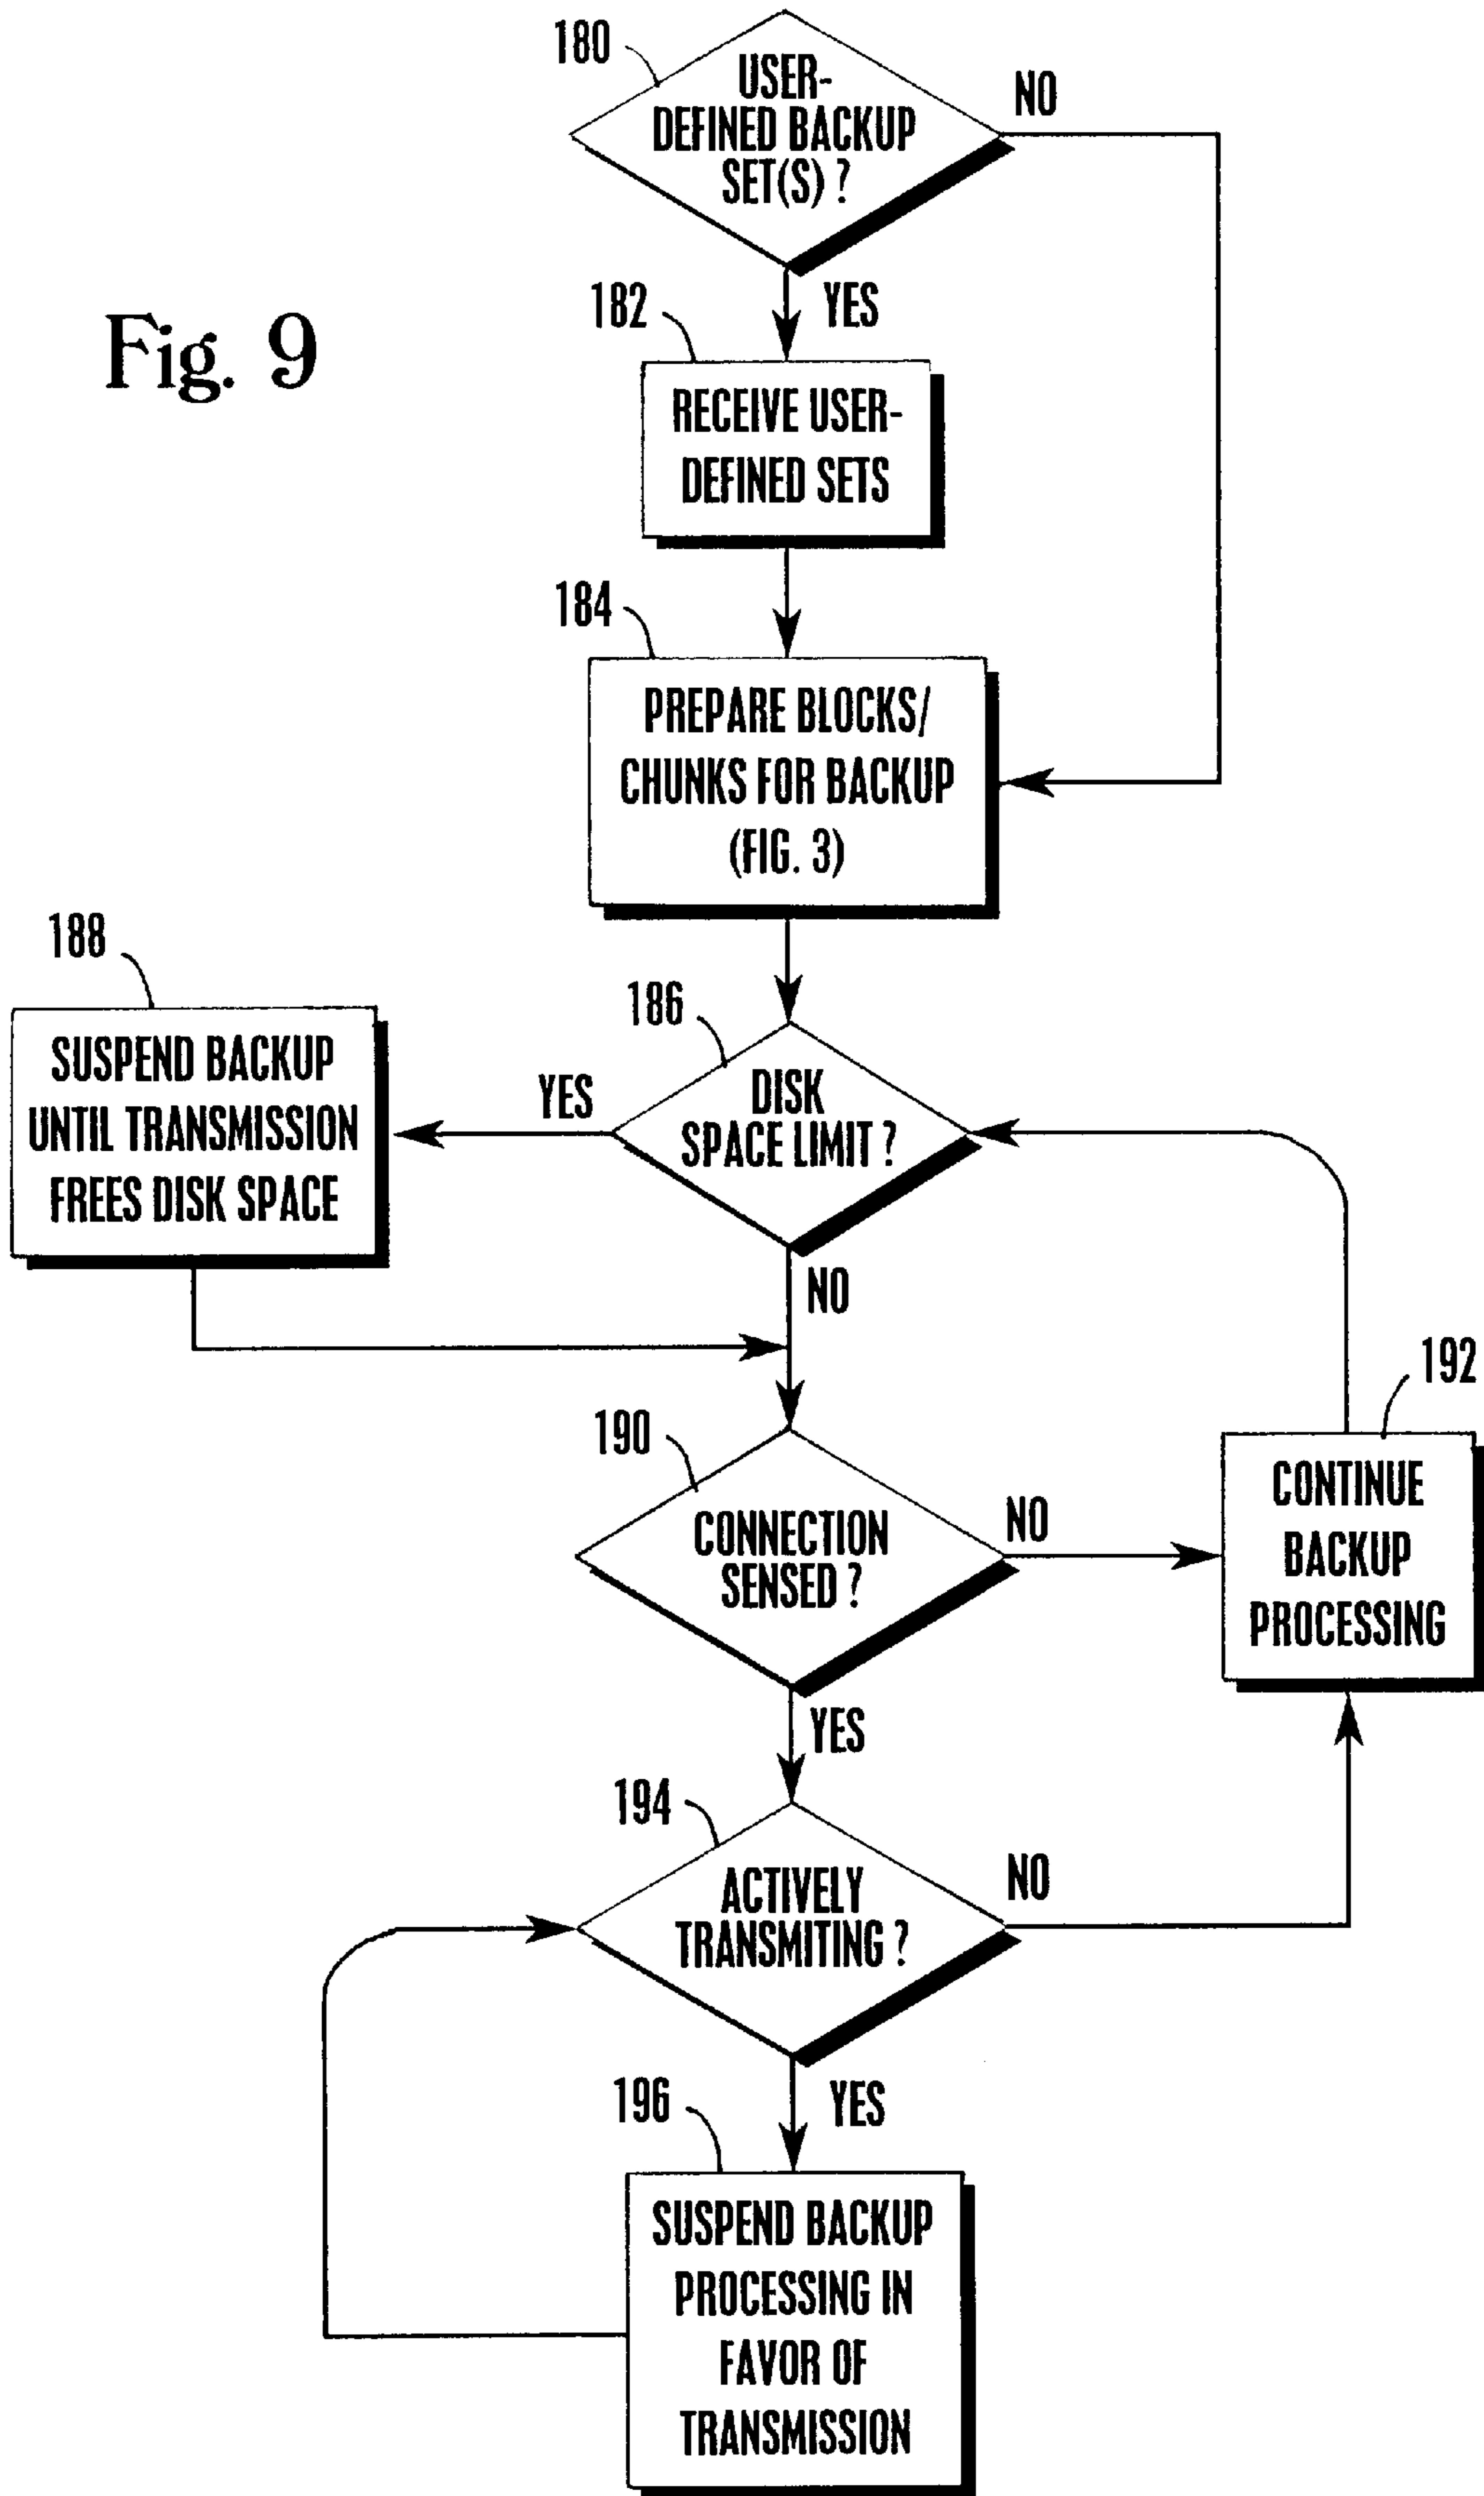 180
USER-
DEFINED BACKUP
SET(S) ?
NO
YES
Fig. 9
182
RECEIVE USER-
DEFINED SETS
184
PREPARE BLOCKS/
CHUNKS FOR BACKUP
(FIG. 3)
188
SUSPEND BACKUP
UNTIL TRANSMISSION
FREES DISK SPACE
186
YES
DISK
SPACE LIMIT ?
NO
192
CONTINUE
BACKUP
PROCESSING
190
CONNECTION
SENSED ?
NO
YES
194
ACTIVELY
TRANSMITING ?
NO
YES
196
SUSPEND BACKUP
PROCESSING IN
FAVOR OF
TRANSMISSION